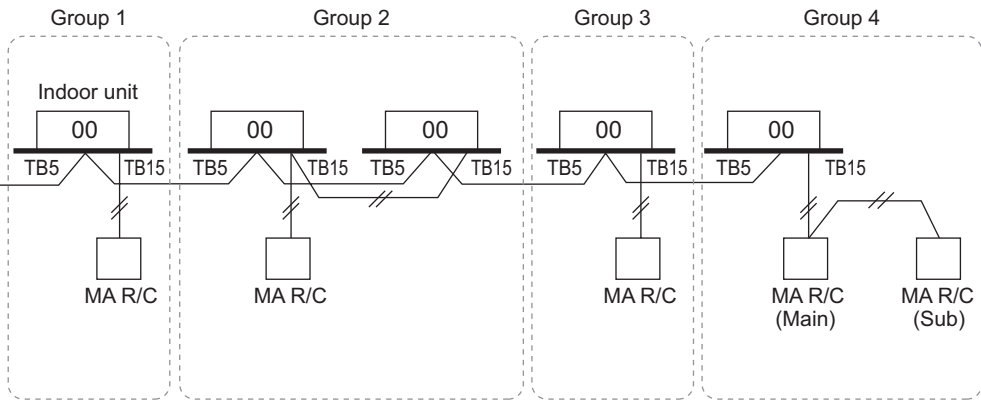 Group 1
Group 2
Group 3
Group 4
Indoor unit
00
00
00
00
00
TB5
TB15
TB5
TB15
TB5
TB15
TB5
TB15
TB5
TB15
MA R/C
MA R/C
MA R/C
MA R/C
(Main)
MA R/C
(Sub)